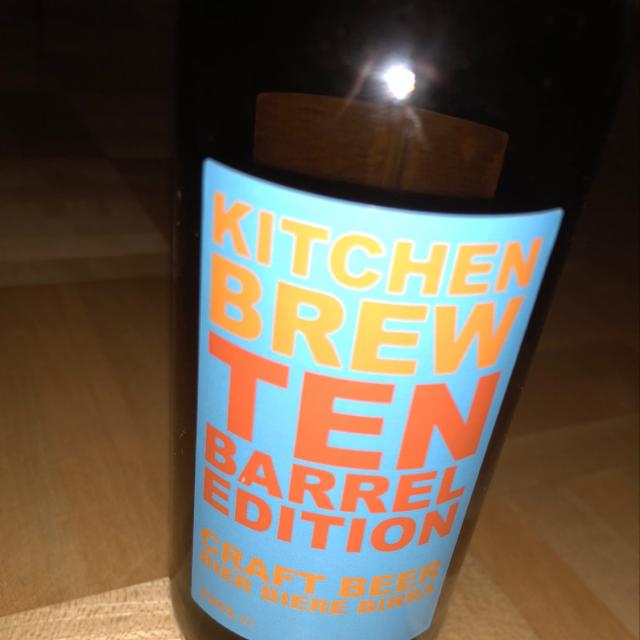 KITCHEN
BREW
TEN
BARREL
EDITION
CRAFT BEER
BIER BIERE BIRRA